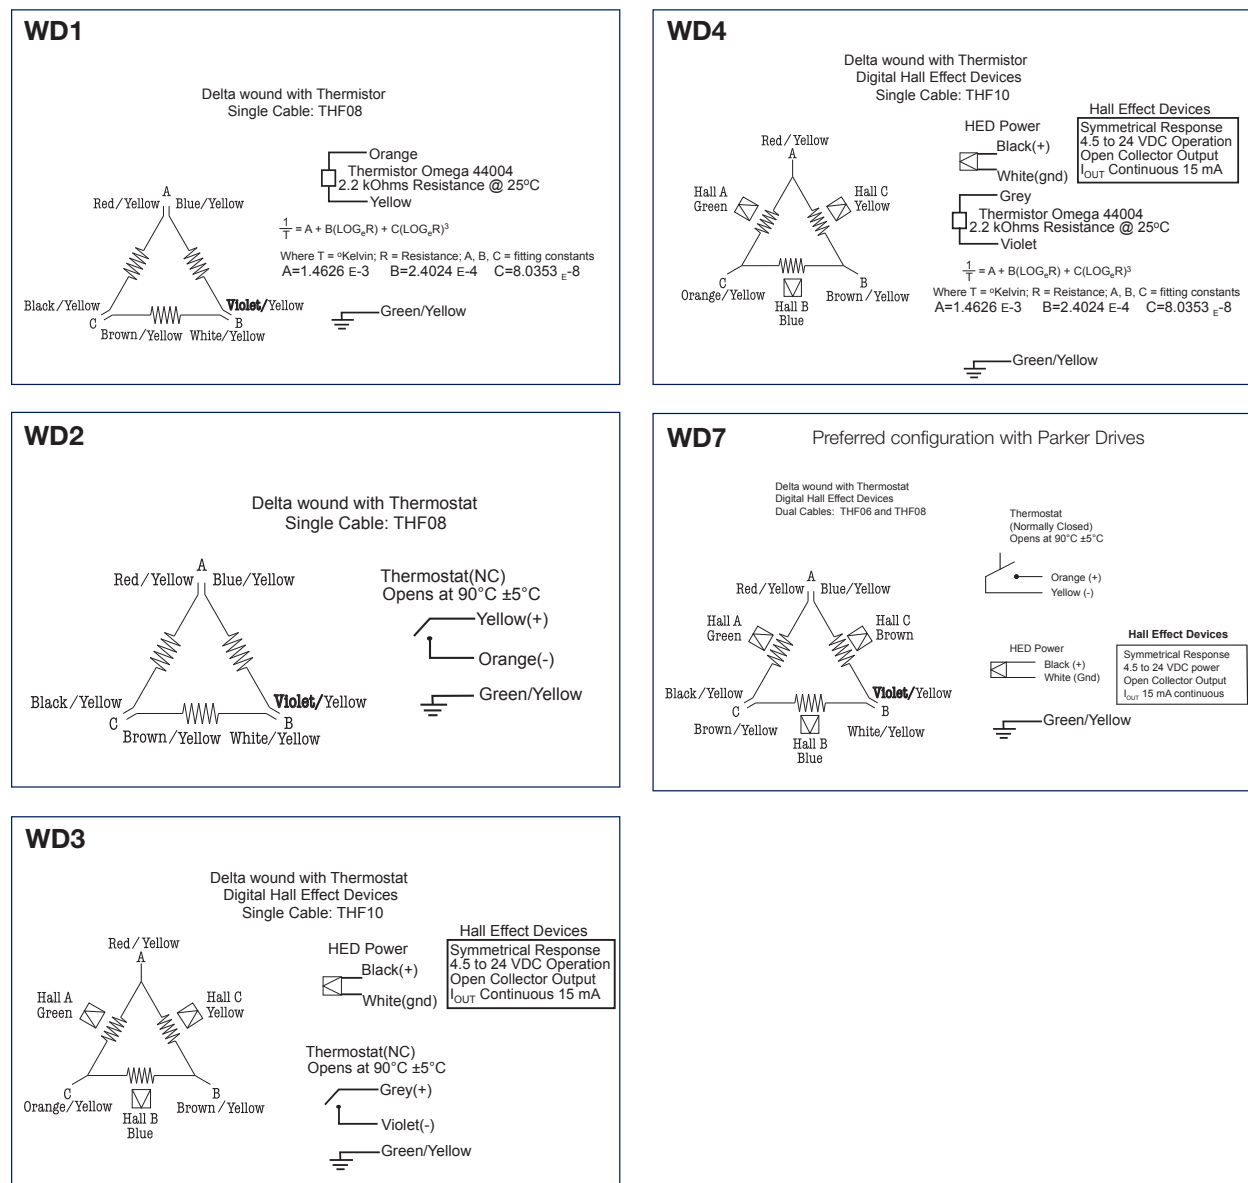 WD1
Delta wound with Thermistor
Single Cable: THF08
Orange
Thermistor Omega 44004
2.2 kOhms Resistance @ 25°C
Yellow
A
Red/Yellow Blue/Yellow
1/T = A + B(LOGeR) + C(LOGeR)³
Where T = ºKelvin; R = Resistance; A, B, C = fitting constants
A=1.4626 E-3 B=2.4024 E-4 C=8.0353 E-8
Black/Yellow Violet/Yellow
C B
Brown/Yellow White/Yellow
Green/Yellow
WD4
Delta wound with Thermistor
Digital Hall Effect Devices
Single Cable: THF10
Hall Effect Devices
Symmetrical Response
4.5 to 24 VDC Operation
Open Collector Output
IOUT Continuous 15 mA
HED Power
Black(+)
White(gnd)
Red/Yellow
A
Hall A
Green
Hall C
Yellow
Grey
Thermistor Omega 44004
2.2 kOhms Resistance @ 25°C
Violet
C
Orange/Yellow
B
Brown/Yellow
Hall B
Blue
1/T = A + B(LOGeR) + C(LOGeR)³
Where T = ºKelvin; R = Reistance; A, B, C = fitting constants
A=1.4626 E-3 B=2.4024 E-4 C=8.0353 E-8
Green/Yellow
WD2
Delta wound with Thermostat
Single Cable: THF08
A
Red/Yellow Blue/Yellow
Thermostat(NC)
Opens at 90°C ±5°C
Yellow(+)
Orange(-)
Green/Yellow
Black/Yellow Violet/Yellow
C B
Brown/Yellow White/Yellow
WD7
Preferred configuration with Parker Drives
Delta wound with Thermostat
Digital Hall Effect Devices
Dual Cables: THF06 and THF08
Thermostat
(Normally Closed)
Opens at 90°C ±5°C
Orange (+)
Yellow (-)
A
Red/Yellow Blue/Yellow
Hall A
Green
Hall C
Brown
HED Power
Black (+)
White (Gnd)
Hall Effect Devices
Symmetrical Response
4.5 to 24 VDC power
Open Collector Output
IOUT 15 mA continuous
Black/Yellow Violet/Yellow
C B
Brown/Yellow White/Yellow
Hall B
Blue
Green/Yellow
WD3
Delta wound with Thermostat
Digital Hall Effect Devices
Single Cable: THF10
Red/Yellow
A
Hall A
Green
Hall C
Yellow
HED Power
Black(+)
White(gnd)
Hall Effect Devices
Symmetrical Response
4.5 to 24 VDC Operation
Open Collector Output
IOUT Continuous 15 mA
C
Orange/Yellow
B
Brown/Yellow
Hall B
Blue
Thermostat(NC)
Opens at 90°C ±5°C
Grey(+)
Violet(-)
Green/Yellow